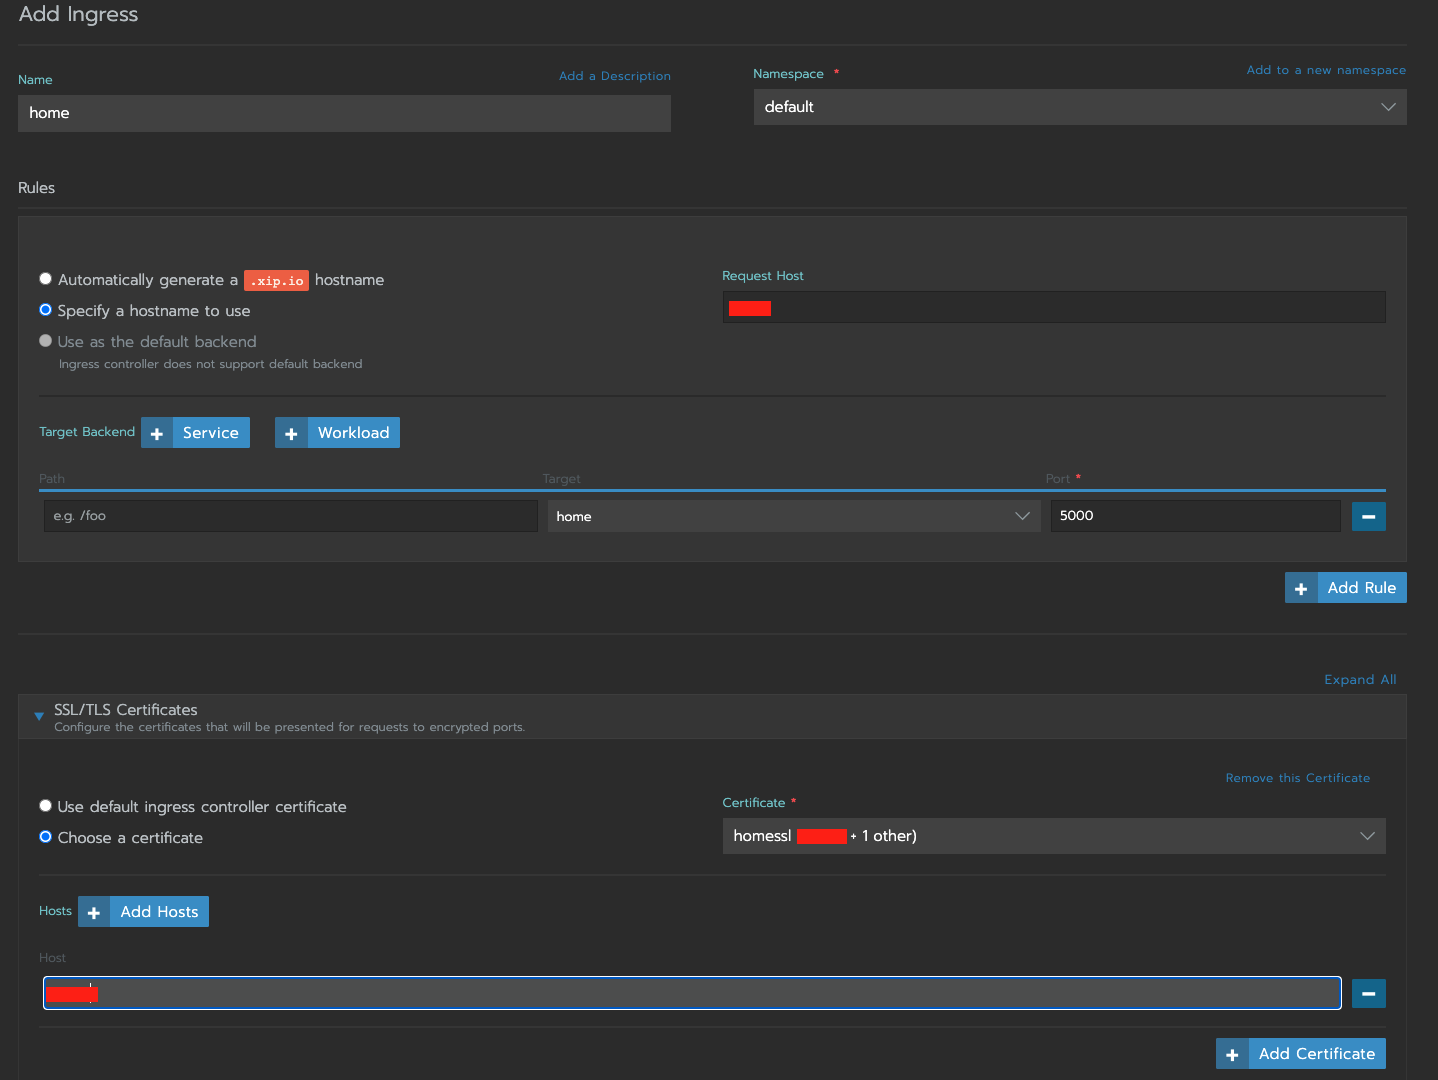 Add Ingress
Name
Add a Description
home
Namespace *
Add to a new namespace
default
Rules
Automatically generate a .xip.io hostname
Specify a hostname to use
Use as the default backend
Ingress controller does not support default backend
Request Host
Target Backend
+ Service
+ Workload
Path
Target
Port *
e.g. /foo
home
5000
+ Add Rule
Expand All
SSL/TLS Certificates
Configure the certificates that will be presented for requests to encrypted ports.
Remove this Certificate
Use default ingress controller certificate
Choose a certificate
Certificate *
homessl + 1 other)
Hosts
+ Add Hosts
Host
+ Add Certificate